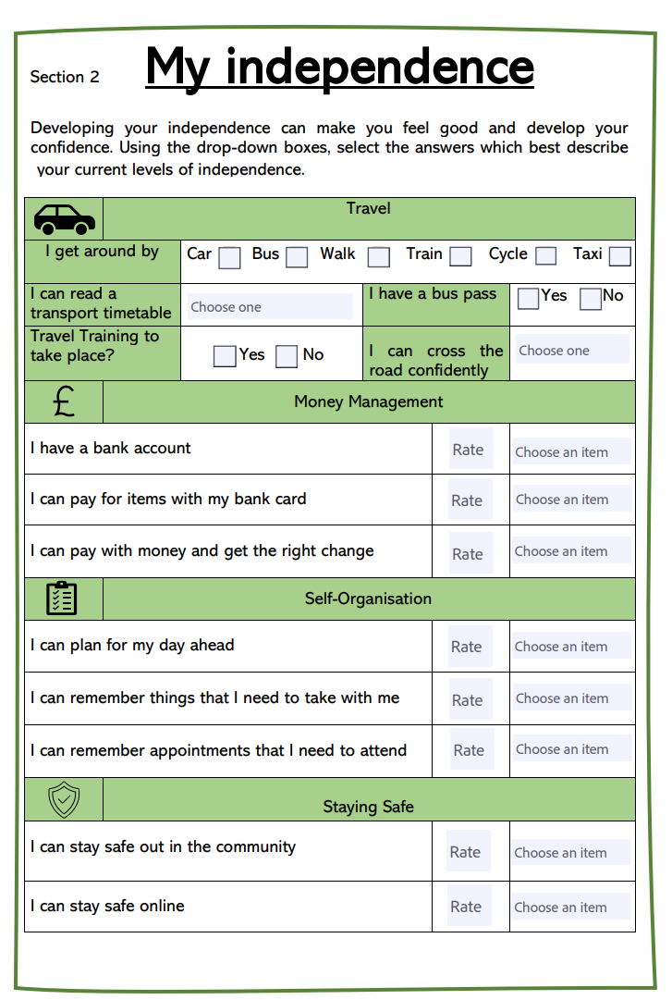 Section 2
My independence
Developing your independence can make you feel good and develop your
confidence. Using the drop-down boxes, select the answers which best describe
your current levels of independence.
Travel
I get around by
Car Bus Walk Train Cycle Taxi
I can read a
transport timetable
Choose one
I have a bus pass
Yes No
Travel Training to
take place?
Yes No
I can cross the
road confidently
Choose one
£
Money Management
I have a bank account Rate Choose an item
I can pay for items with my bank card Rate Choose an item
I can pay with money and get the right change Rate Choose an item
Self-Organisation
I can plan for my day ahead Rate Choose an item
I can remember things that I need to take with me Rate Choose an item
I can remember appointments that I need to attend Rate Choose an item
Staying Safe
I can stay safe out in the community Rate Choose an item
I can stay safe online Rate Choose an item